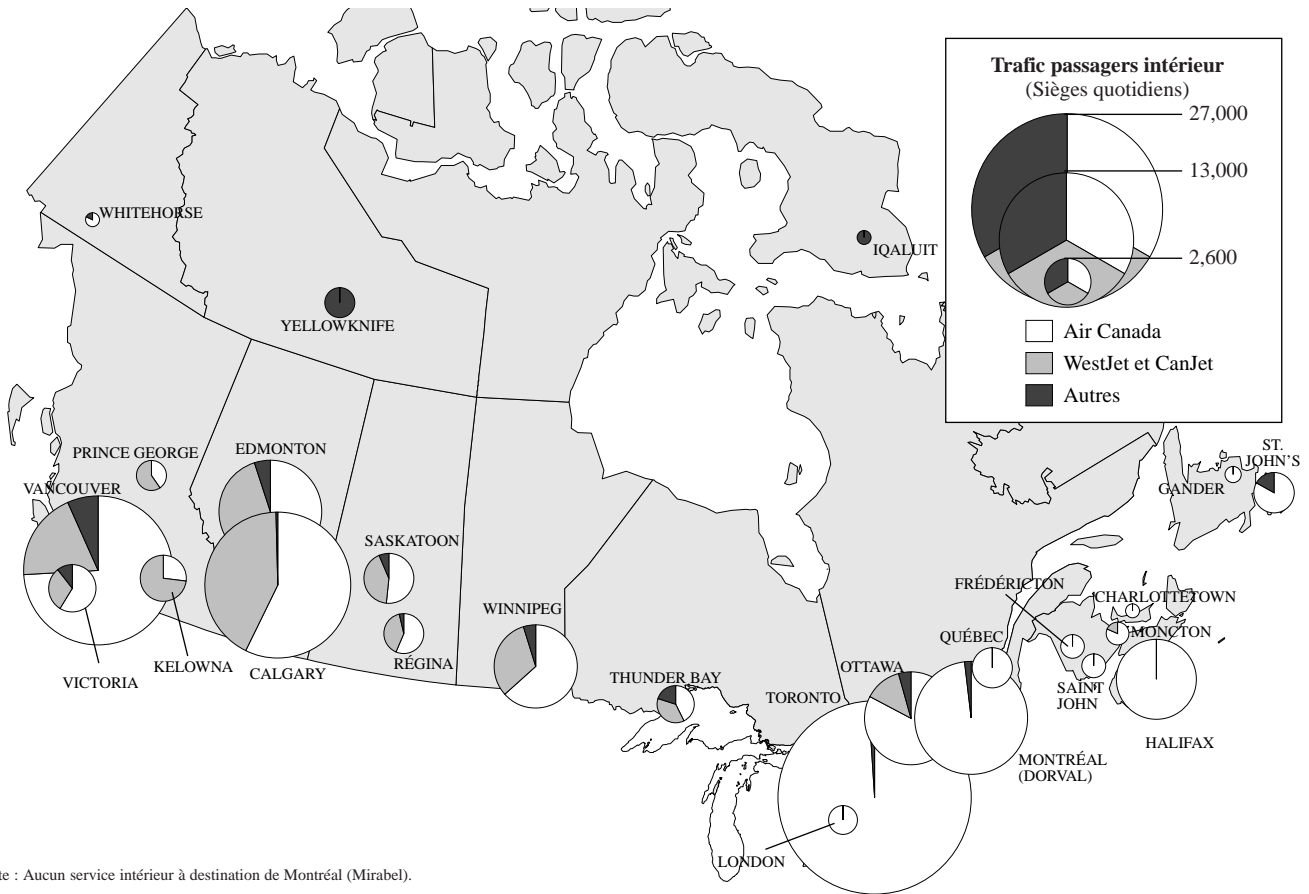 Trafic passagers intérieur
(Sièges quotidiens)
27,000
13,000
2,600
Air Canada
WestJet et CanJet
Autres
WHITEHORSE
IQALUIT
YELLOWKNIFE
PRINCE GEORGE
EDMONTON
VANCOUVER
ST.
JOHN'S
GANDER
SASKATOON
FRÉDÉRICTON
CHARLOTTETOWN
WINNIPEG
MONCTON
QUÉBEC
RÉGINA
KELOWNA
CALGARY
VICTORIA
THUNDER BAY
OTTAWA
TORONTO
SAINT
JOHN
HALIFAX
MONTRÉAL
(DORVAL)
LONDON
te : Aucun service intérieur à destination de Montréal (Mirabel).